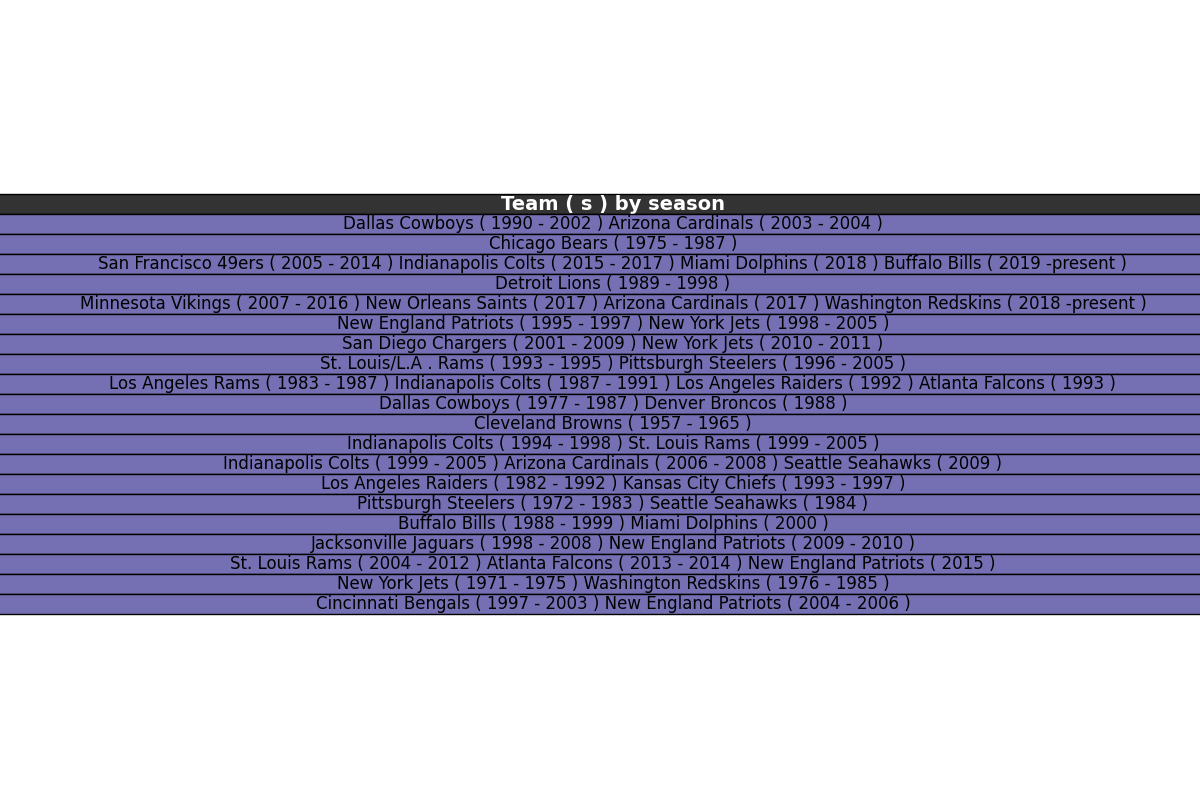 Team ( s ) by season
Dallas Cowboys ( 1990 - 2002 ) Arizona Cardinals ( 2003 - 2004 )
Chicago Bears ( 1975 - 1987 )
San Francisco 49ers ( 2005 - 2014 ) Indianapolis Colts ( 2015 - 2017 ) Miami Dolphins ( 2018 ) Buffalo Bills ( 2019 -present )
Detroit Lions ( 1989 - 1998 )
Minnesota Vikings ( 2007 - 2016 ) New Orleans Saints ( 2017 ) Arizona Cardinals ( 2017 ) Washington Redskins ( 2018 -present )
New England Patriots ( 1995 - 1997 ) New York Jets ( 1998 - 2005 )
San Diego Chargers ( 2001 - 2009 ) New York Jets ( 2010 - 2011 )
St. Louis/L.A . Rams ( 1993 - 1995 ) Pittsburgh Steelers ( 1996 - 2005 )
Los Angeles Rams ( 1983 - 1987 ) Indianapolis Colts ( 1987 - 1991 ) Los Angeles Raiders ( 1992 ) Atlanta Falcons ( 1993 )
Dallas Cowboys ( 1977 - 1987 ) Denver Broncos ( 1988 )
Cleveland Browns ( 1957 - 1965 )
Indianapolis Colts ( 1994 - 1998 ) St. Louis Rams ( 1999 - 2005 )
Indianapolis Colts ( 1999 - 2005 ) Arizona Cardinals ( 2006 - 2008 ) Seattle Seahawks ( 2009 )
Los Angeles Raiders ( 1982 - 1992 ) Kansas City Chiefs ( 1993 - 1997 )
Pittsburgh Steelers ( 1972 - 1983 ) Seattle Seahawks ( 1984 )
Buffalo Bills ( 1988 - 1999 ) Miami Dolphins ( 2000 )
Jacksonville Jaguars ( 1998 - 2008 ) New England Patriots ( 2009 - 2010 )
St. Louis Rams ( 2004 - 2012 ) Atlanta Falcons ( 2013 - 2014 ) New England Patriots ( 2015 )
New York Jets ( 1971 - 1975 ) Washington Redskins ( 1976 - 1985 )
Cincinnati Bengals ( 1997 - 2003 ) New England Patriots ( 2004 - 2006 )